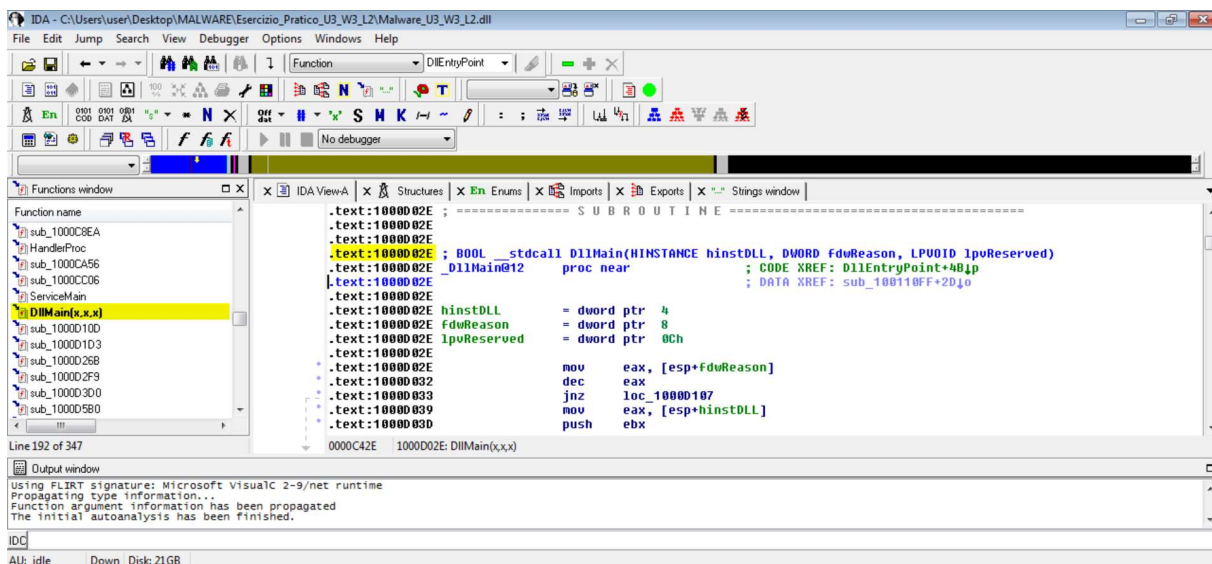 IDA - C:\Users\user\Desktop\MALWARE\Esercizio_Pratico_U3_W3_L2\Malware_U3_W3_L2.dll
File Edit Jump Search View Debugger Options Windows Help
Function DllEntryPoint
No debugger
Functions window
IDA View-A Structures En Enums Imports Exports Strings window
Function name
sub_1000C8EA
HandlerProc
sub_1000CA56
sub_1000CC06
ServiceMain
DllMain(x,x,x)
sub_1000D10D
sub_1000D1D3
sub_1000D26B
sub_1000D2F9
sub_1000D3D0
sub_1000D5B0
Line 192 of 347
.text:1000D02E ; =============== S U B R O U T I N E =======================================
.text:1000D02E
.text:1000D02E
.text:1000D02E ; BOOL __stdcall DllMain(HINSTANCE hinstDLL, DWORD fdwReason, LPVOID lpvReserved)
.text:1000D02E _DllMain@12 proc near ; CODE XREF: DllEntryPoint+4B↓p
.text:1000D02E ; DATA XREF: sub_100110FF+2D↓o
.text:1000D02E
.text:1000D02E hinstDLL = dword ptr 4
.text:1000D02E fdwReason = dword ptr 8
.text:1000D02E lpvReserved = dword ptr 0Ch
.text:1000D02E
.text:1000D02E mov eax, [esp+fdwReason]
.text:1000D032 dec eax
.text:1000D033 jnz loc_1000D107
.text:1000D039 mov eax, [esp+hinstDLL]
.text:1000D03D push ebx
0000C42E 1000D02E: DllMain(x,x,x)
Output window
Using FLIRT signature: Microsoft VisualC 2-9/net runtime
Propagating type information...
Function argument information has been propagated
The initial autoanalysis has been finished.
IDC
AU: idle Down Disk: 21GB